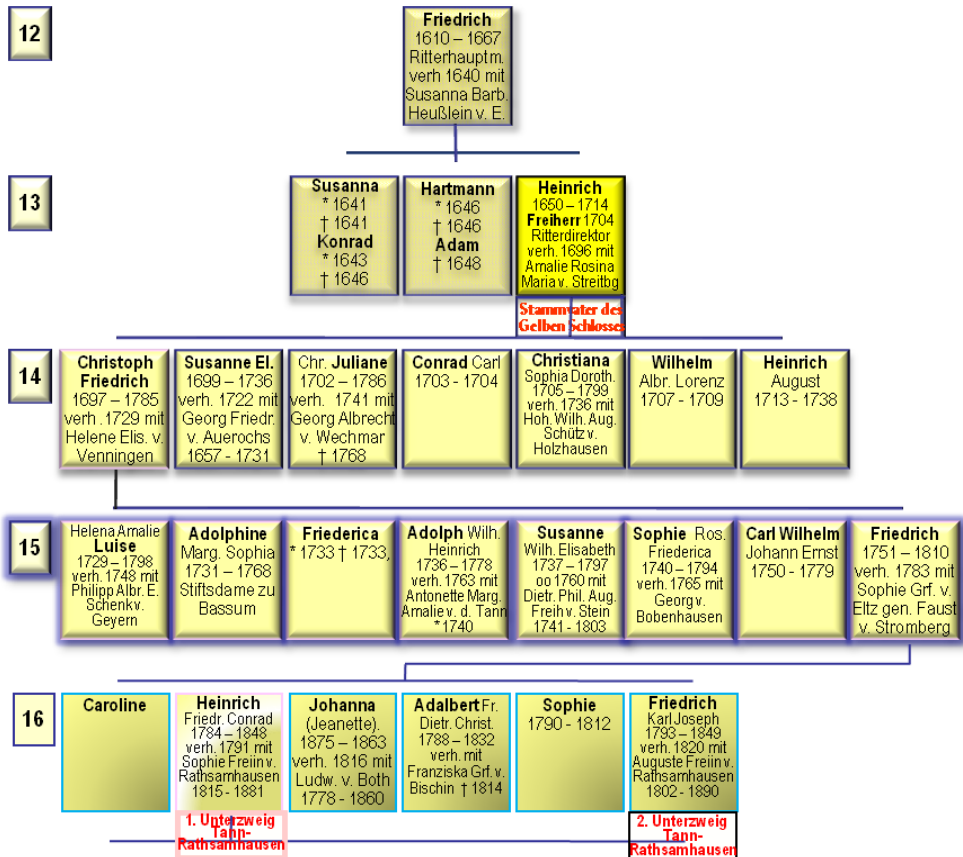 12
Friedrich
1610 – 1667
Ritterhauptm.
verh 1640 mit
Susanna Barb.
Heußlein v. E.
13
Susanna
* 1641
† 1641
Konrad
* 1643
† 1646
Hartmann
* 1646
† 1646
Adam
† 1648
Heinrich
1650 – 1714
Freiherr 1704
Ritterdirektor
verh. 1696 mit
Amalie Rosina
Maria v. Streitbg
Stammvater des
Gelben Schlosses
14
Christoph
Friedrich
1697 – 1785
verh. 1729 mit
Helene Elis. v.
Venningen
Susanne El.
1699 – 1736
verh. 1722 mit
Georg Friedr.
v. Auerochs
1657 - 1731
Chr. Juliane
1702 – 1786
verh. 1741 mit
Georg Albrecht
v. Wechmar
† 1768
Conrad Carl
1703 - 1704
Christiana
Sophia Doroth.
1705 – 1799
verh. 1736 mit
Hoh. Wilh. Aug.
Schütz v.
Holzhausen
Wilhelm
Albr. Lorenz
1707 - 1709
Heinrich
August
1713 - 1738
15
Helena Amalie
Luise
1729 – 1798
verh. 1748 mit
Philipp Albr. E.
Schenk v.
Geyern
Adolphine
Marg. Sophia
1731 – 1768
Stiftsdame zu
Bassum
Friederica
* 1733 † 1733,
Adolph Wilh.
Heinrich
1736 – 1778
verh. 1763 mit
Antonette Marg.
Amalie v. d. Tann
* 1740
Susanne
Wilh. Elisabeth
1737 – 1797
oo 1760 mit
Dietr. Phil. Aug.
Freih v. Stein
1741 - 1803
Sophie Ros.
Friederica
1740 – 1794
verh. 1765 mit
Georg v.
Bobenhausen
Carl Wilhelm
Johann Ernst
1750 - 1779
Friedrich
1751 – 1810
verh. 1783 mit
Sophie Grf. v.
Eltz gen. Faust
v. Stromberg
16
Caroline
Heinrich
Friedr. Conrad
1784 – 1848
verh. 1791 mit
Sophie Freiin v.
Rathsamhausen
1815 - 1881
Johanna
(Jeanette).
1875 – 1863
verh. 1816 mit
Ludw. v. Both
1778 - 1860
Adalbert Fr.
Dietr. Christ.
1788 – 1832
verh. mit
Franziska Grf. v.
Bischin † 1814
Sophie
1790 - 1812
Friedrich
Karl Joseph
1793 – 1849
verh. 1820 mit
Auguste Freiin v.
Rathsamhausen
1802 - 1890
1. Unterzweig
Tann-
Rathsamhausen
2. Unterzweig
Tann-
Rathsamhausen